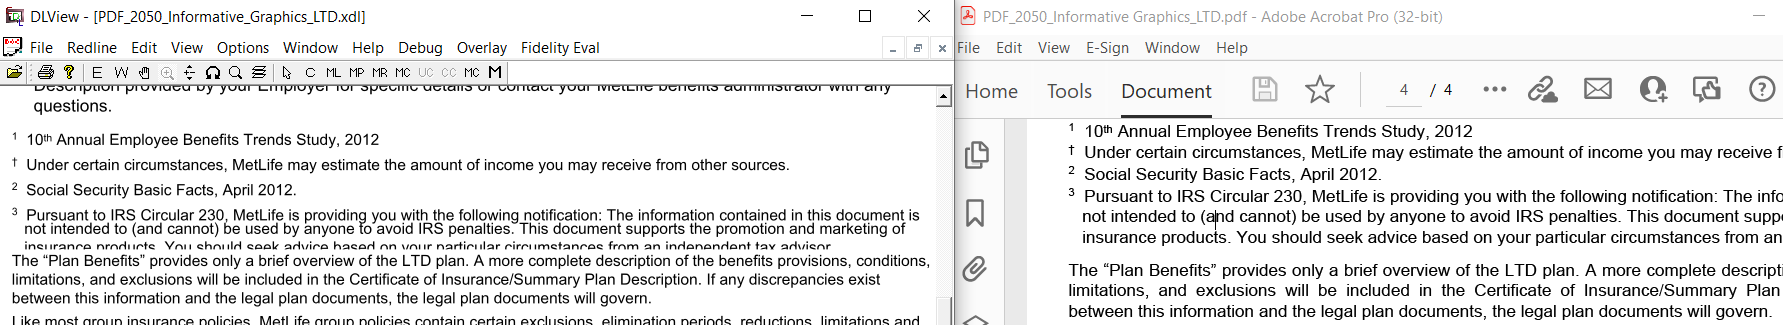 DLView - [PDF_2050_Informative_Graphics_LTD.xdl]
File Redline Edit View Options Window Help Debug Overlay Fidelity Eval
E W C ML MP MR MC UC CC MC M
Description provided by your Employer for specific details or contact your MetLife benefits administrator with any
questions.
1 10th Annual Employee Benefits Trends Study, 2012
† Under certain circumstances, MetLife may estimate the amount of income you may receive from other sources.
2 Social Security Basic Facts, April 2012.
3 Pursuant to IRS Circular 230, MetLife is providing you with the following notification: The information contained in this document is
not intended to (and cannot) be used by anyone to avoid IRS penalties. This document supports the promotion and marketing of
insurance products. You should seek advice based on your particular circumstances from an independent tax advisor.
The “Plan Benefits” provides only a brief overview of the LTD plan. A more complete description of the benefits provisions, conditions,
limitations, and exclusions will be included in the Certificate of Insurance/Summary Plan Description. If any discrepancies exist
between this information and the legal plan documents, the legal plan documents will govern.
Like most group insurance policies, MetLife group policies contain certain exclusions, elimination periods, reductions, limitations and
PDF_2050_Informative Graphics_LTD.pdf - Adobe Acrobat Pro (32-bit)
File Edit View E-Sign Window Help
Home Tools Document 4 / 4
1 10th Annual Employee Benefits Trends Study, 2012
† Under certain circumstances, MetLife may estimate the amount of income you may receive f
2 Social Security Basic Facts, April 2012.
3 Pursuant to IRS Circular 230, MetLife is providing you with the following notification: The info
not intended to (and cannot) be used by anyone to avoid IRS penalties. This document supp
insurance products. You should seek advice based on your particular circumstances from an
The “Plan Benefits” provides only a brief overview of the LTD plan. A more complete descripti
limitations, and exclusions will be included in the Certificate of Insurance/Summary Plan
between this information and the legal plan documents, the legal plan documents will govern.